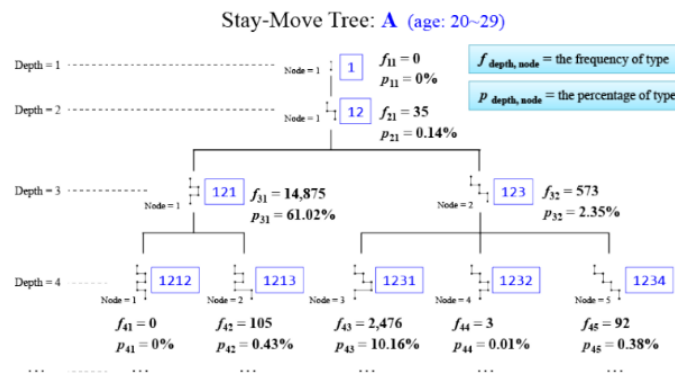 Stay-Move Tree: A (age: 20~29)
Depth = 1
Node = 1
1
f11 = 0
p11 = 0%
f depth, node = the frequency of type
p depth, node = the percentage of type
Depth = 2
Node = 1
12
f21 = 35
p21 = 0.14%
Depth = 3
Node = 1
121
f31 = 14,875
p31 = 61.02%
Node = 2
123
f32 = 573
p32 = 2.35%
Depth = 4
Node = 1
1212
Node = 2
1213
Node = 3
1231
Node = 4
1232
Node = 5
1234
f41 = 0
p41 = 0%
f42 = 105
p42 = 0.43%
f43 = 2,476
p43 = 10.16%
f44 = 3
p44 = 0.01%
f45 = 92
p45 = 0.38%
... ... ... ... ... ...